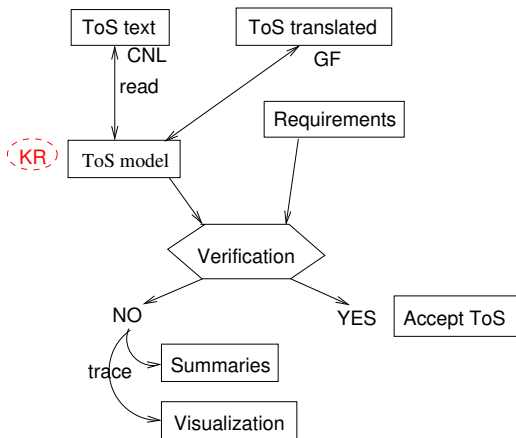 ToS text
ToS translated
CNL
GF
read
Requirements
KR
ToS model
Verification
NO
YES
Accept ToS
trace
Summaries
Visualization